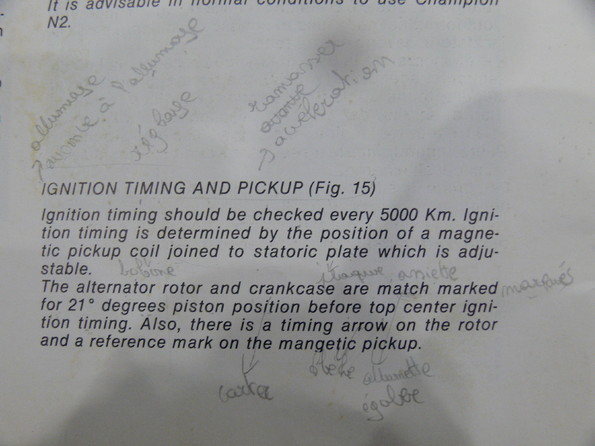 It is advisable in normal conditions to use Champion
N2.
allumage
avance à l'allumage
réglage
ramasser
avance
accélération
IGNITION TIMING AND PICKUP (Fig. 15)
Ignition timing should be checked every 5000 Km. Igni-
tion timing is determined by the position of a magne-
tic pickup coil joined to statoric plate which is adju-
stable.
bobine
plaque assiette
The alternator rotor and crankcase are match marked
marqués
for 21° degrees piston position before top center igni-
tion timing. Also, there is a timing arrow on the rotor
and a reference mark on the mangetic pickup.
carter
allumette
égaler